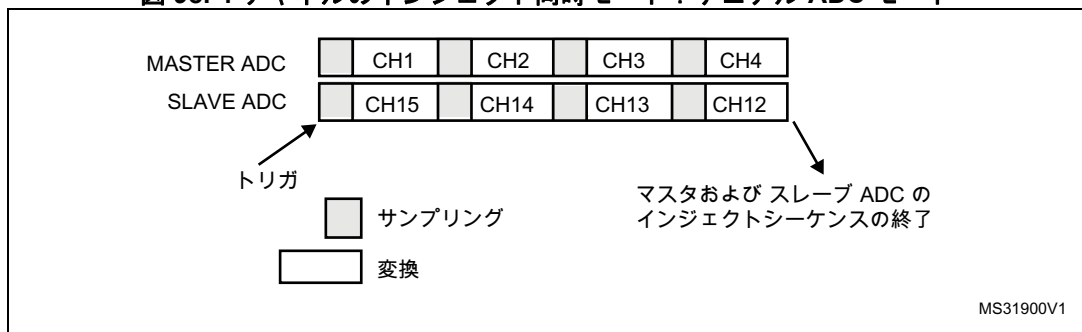 MASTER ADC CH1 CH2 CH3 CH4
SLAVE ADC CH15 CH14 CH13 CH12
トリガ
マスタおよび スレーブ ADC の
インジェクトシーケンスの終了
サンプリング
変換
MS31900V1